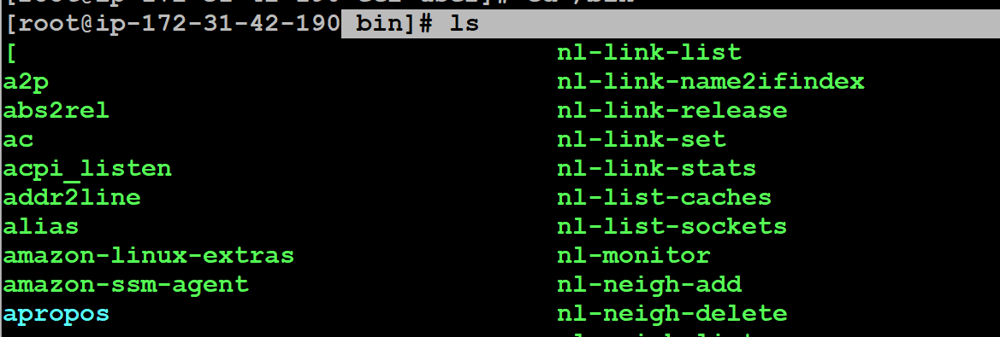 [root@ip-172-31-42-190 bin]# ls
[ nl-link-list
a2p nl-link-name2ifindex
abs2rel nl-link-release
ac nl-link-set
acpi_listen nl-link-stats
addr2line nl-list-caches
alias nl-list-sockets
amazon-linux-extras nl-monitor
amazon-ssm-agent nl-neigh-add
apropos nl-neigh-delete